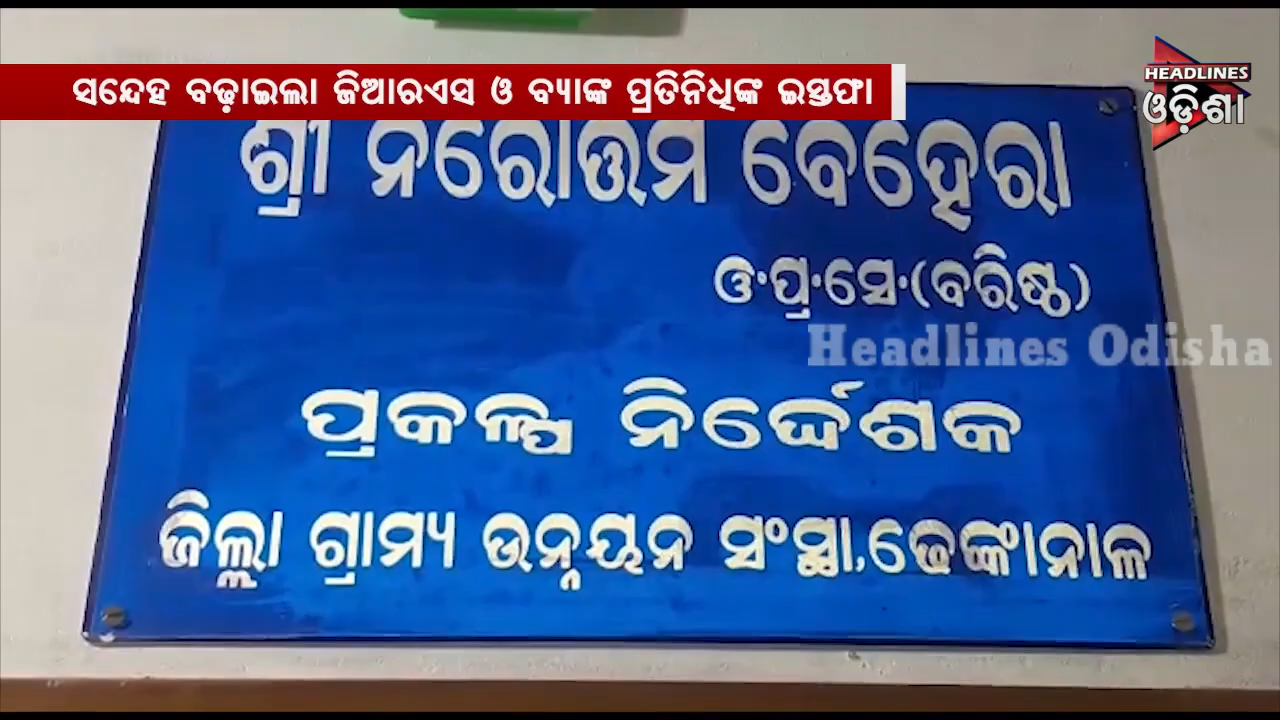 ସନ୍ଦେହ ବଢ଼ାଇଲା ଜିଆରଏସ ଓ ବ୍ୟାଙ୍କ ପ୍ରତିନିଧିଙ୍କ ଇସ୍ତଫା
HEADLINES
ଓଡ଼ିଶା
ଶ୍ରୀ ନରୋତ୍ତମ ବେହେରା
ଓ.ପ୍ର.ସେ.(ବରିଷ୍ଠ)
Headlines Odisha
ପ୍ରକଳ୍ପ ନିର୍ଦ୍ଦେଶକ
ଜିଲ୍ଲା ଗ୍ରାମ୍ୟ ଉନ୍ନୟନ ସଂସ୍ଥା,ଢେଙ୍କାନାଳ